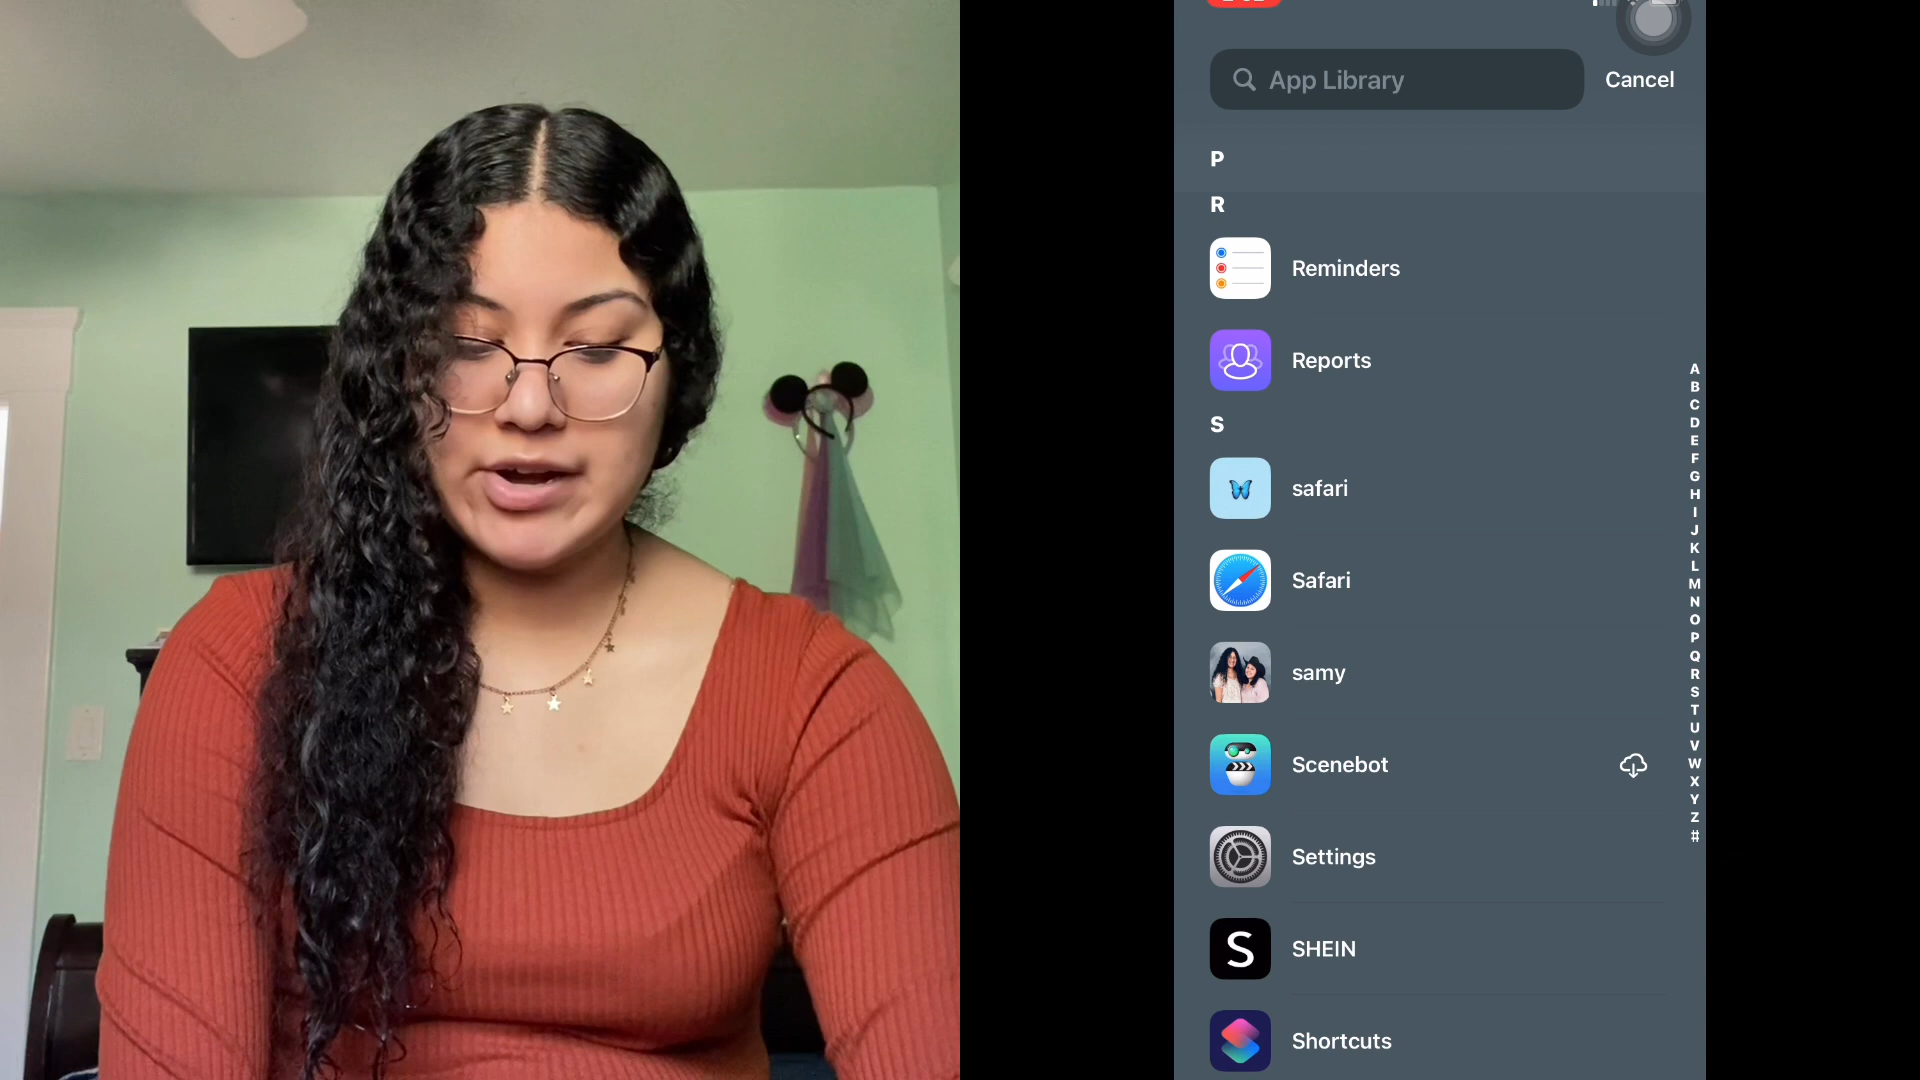 App Library
Cancel
P
R
Reminders
Reports
S
safari
Safari
samy
Scenebot
Settings
S
SHEIN
Shortcuts
A
B
C
D
E
F
G
H
I
J
K
L
M
N
O
P
Q
R
S
T
U
V
W
X
Y
Z
#